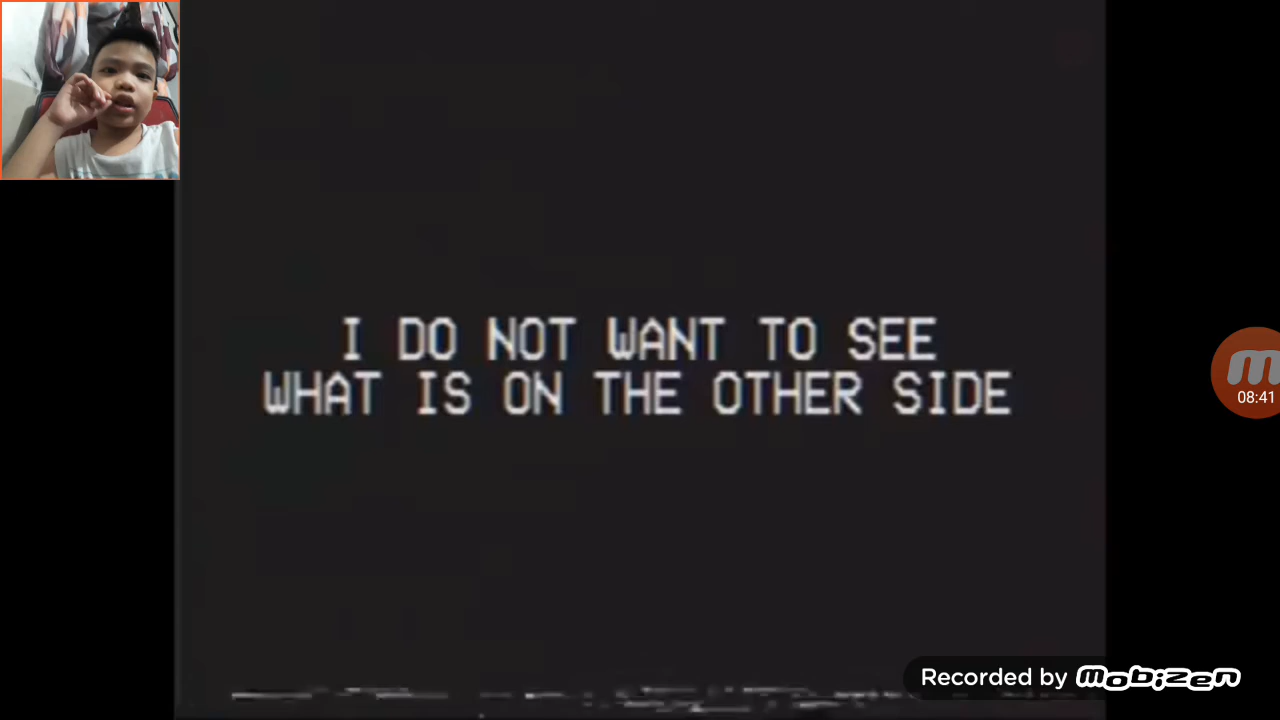 I DO NOT WANT TO SEE
WHAT IS ON THE OTHER SIDE
08:41
Recorded by mobizen